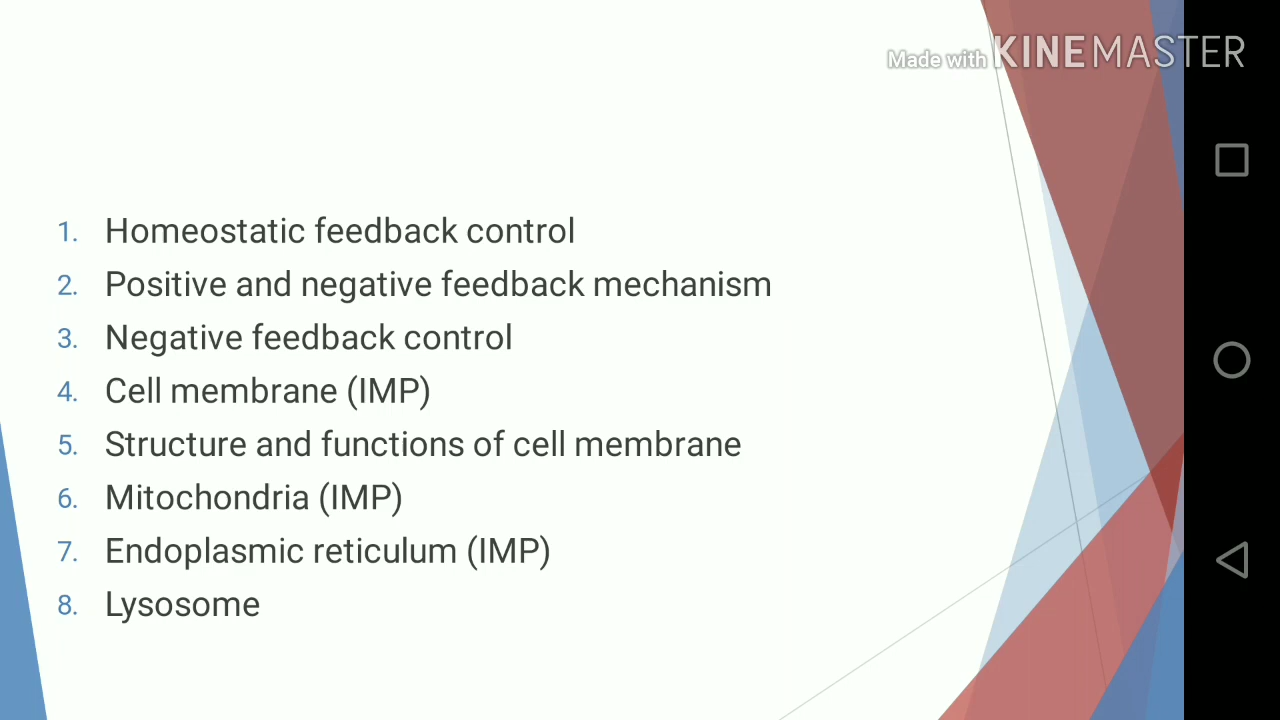 Made with KINEMASTER
1. Homeostatic feedback control
2. Positive and negative feedback mechanism
3. Negative feedback control
4. Cell membrane (IMP)
5. Structure and functions of cell membrane
6. Mitochondria (IMP)
7. Endoplasmic reticulum (IMP)
8. Lysosome